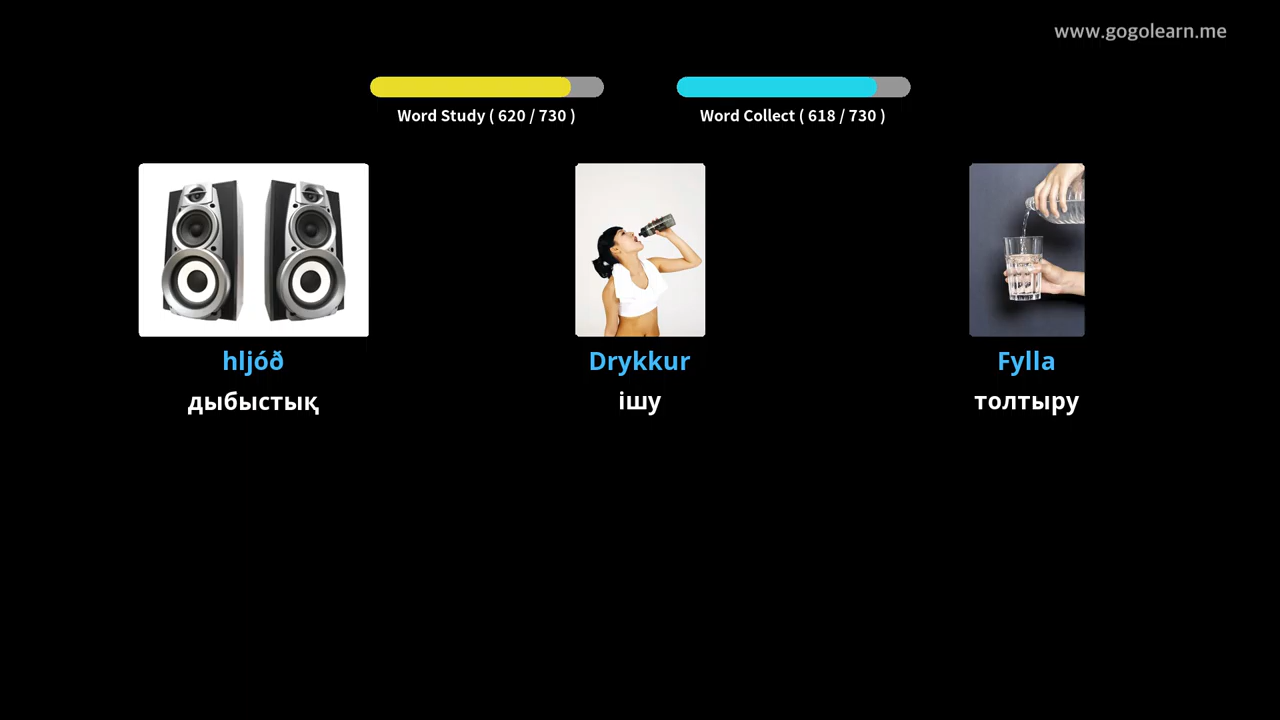 www.gogolearn.me
Word Study ( 620 / 730 )
Word Collect ( 618 / 730 )
hljóð
Drykkur
Fylla
дыбыстық
ішу
толтыру